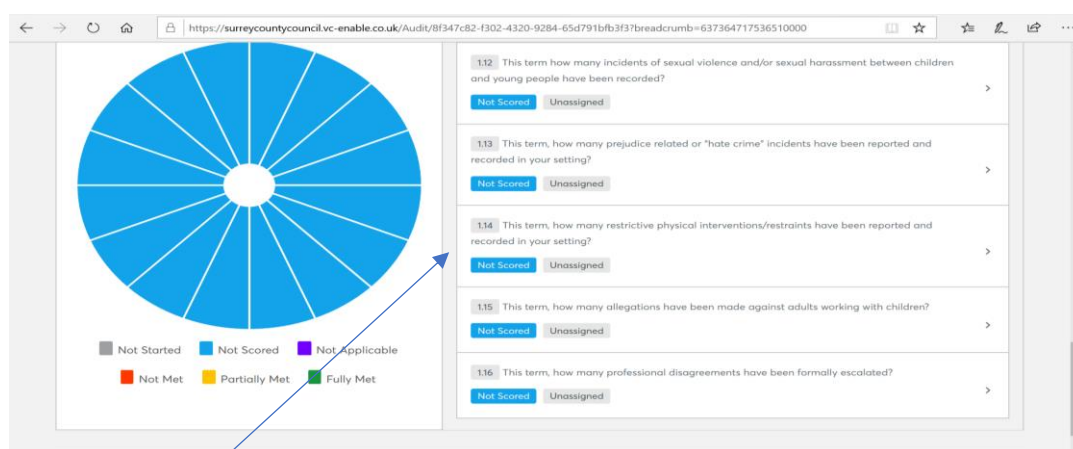 https://surreycountycouncil.vc-enable.co.uk/Audit/8f347c82-f302-4320-9284-65d791bfb3f3?breadcrumb=637364717536510000
1.12 This term how many incidents of sexual violence and/or sexual harassment between children
and young people have been recorded?
Not Scored Unassigned
1.13 This term, how many prejudice related or "hate crime" incidents have been reported and
recorded in your setting?
Not Scored Unassigned
1.14 This term, how many restrictive physical interventions/restraints have been reported and
recorded in your setting?
Not Scored Unassigned
1.15 This term, how many allegations have been made against adults working with children?
Not Scored Unassigned
1.16 This term, how many professional disagreements have been formally escalated?
Not Scored Unassigned
Not Started Not Scored Not Applicable
Not Met Partially Met Fully Met